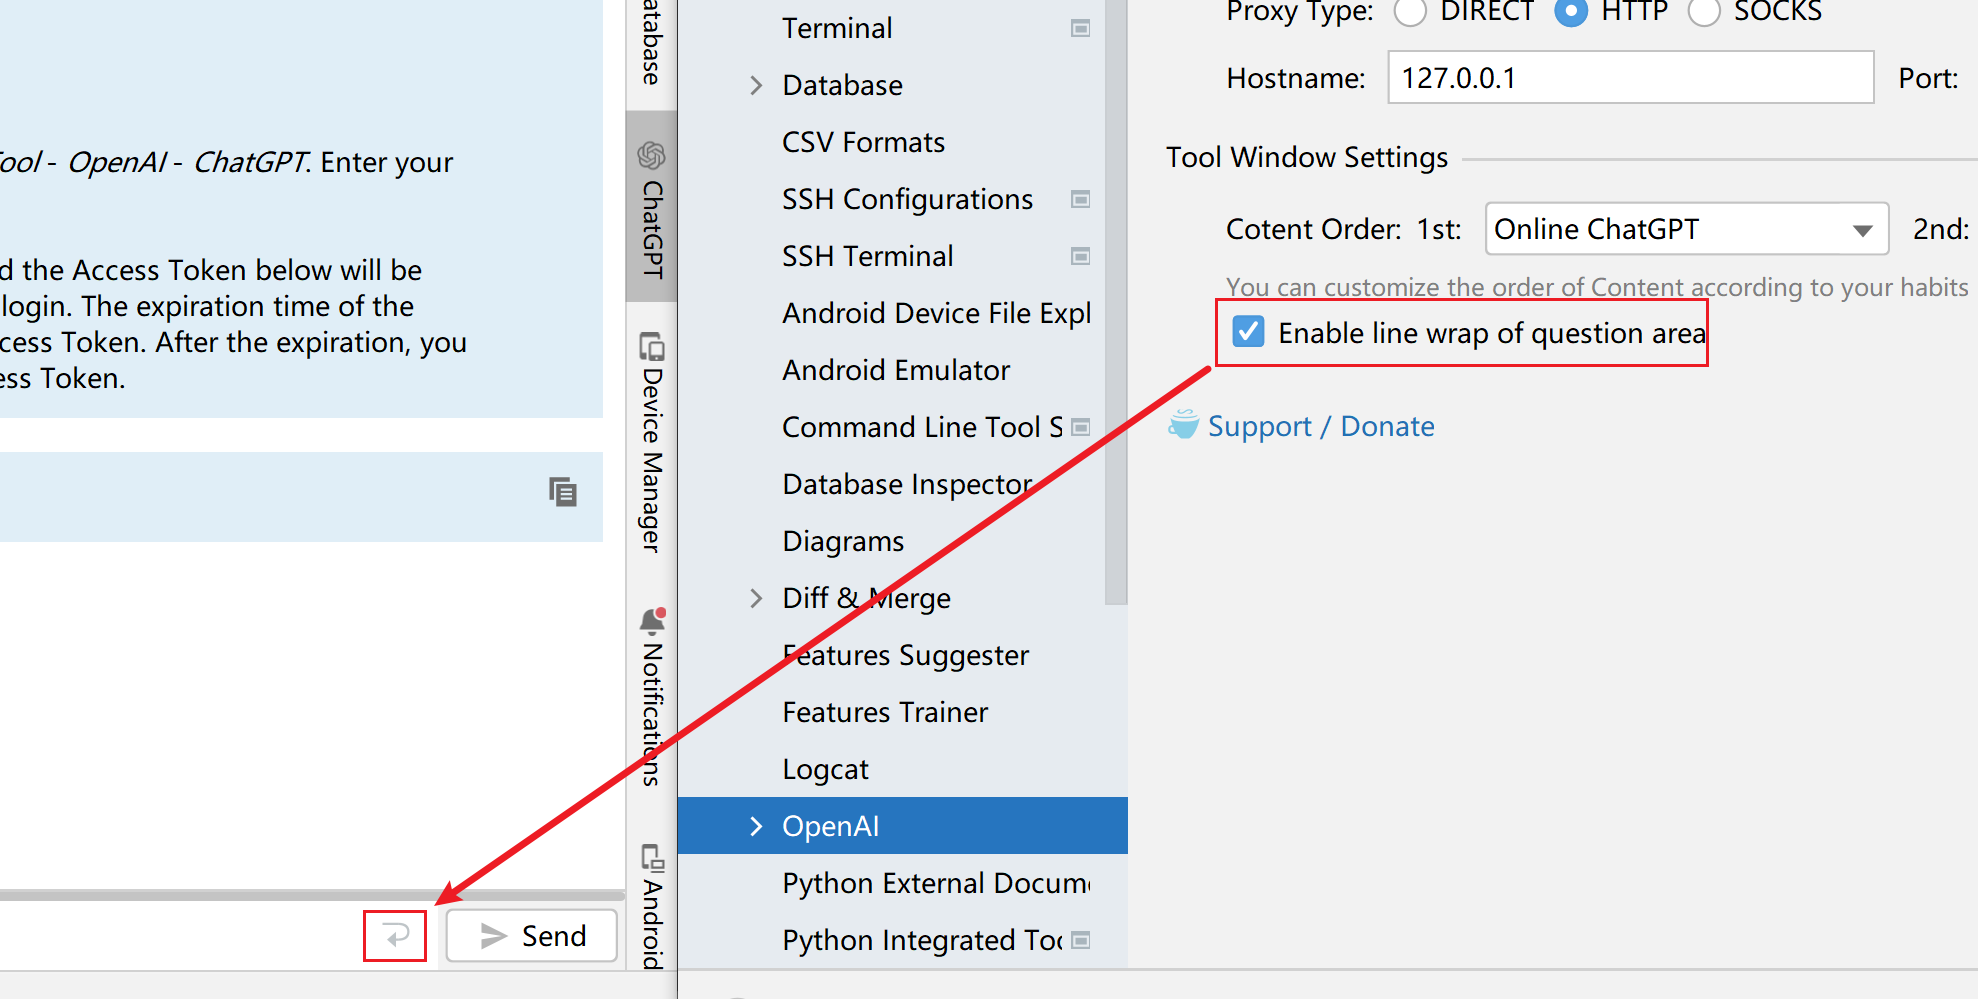 Tool - OpenAI - ChatGPT. Enter your
d the Access Token below will be
login. The expiration time of the
cess Token. After the expiration, you
ess Token.
Send
atabase
ChatGPT
Device Manager
Notifications
Android
Terminal
Database
CSV Formats
SSH Configurations
SSH Terminal
Android Device File Expl
Android Emulator
Command Line Tool S
Database Inspector
Diagrams
Diff & Merge
Features Suggester
Features Trainer
Logcat
OpenAI
Python External Docum
Python Integrated Too
Proxy Type: DIRECT HTTP SOCKS
Hostname: 127.0.0.1 Port:
Tool Window Settings
Cotent Order: 1st: Online ChatGPT 2nd:
You can customize the order of Content according to your habits
Enable line wrap of question area
Support / Donate